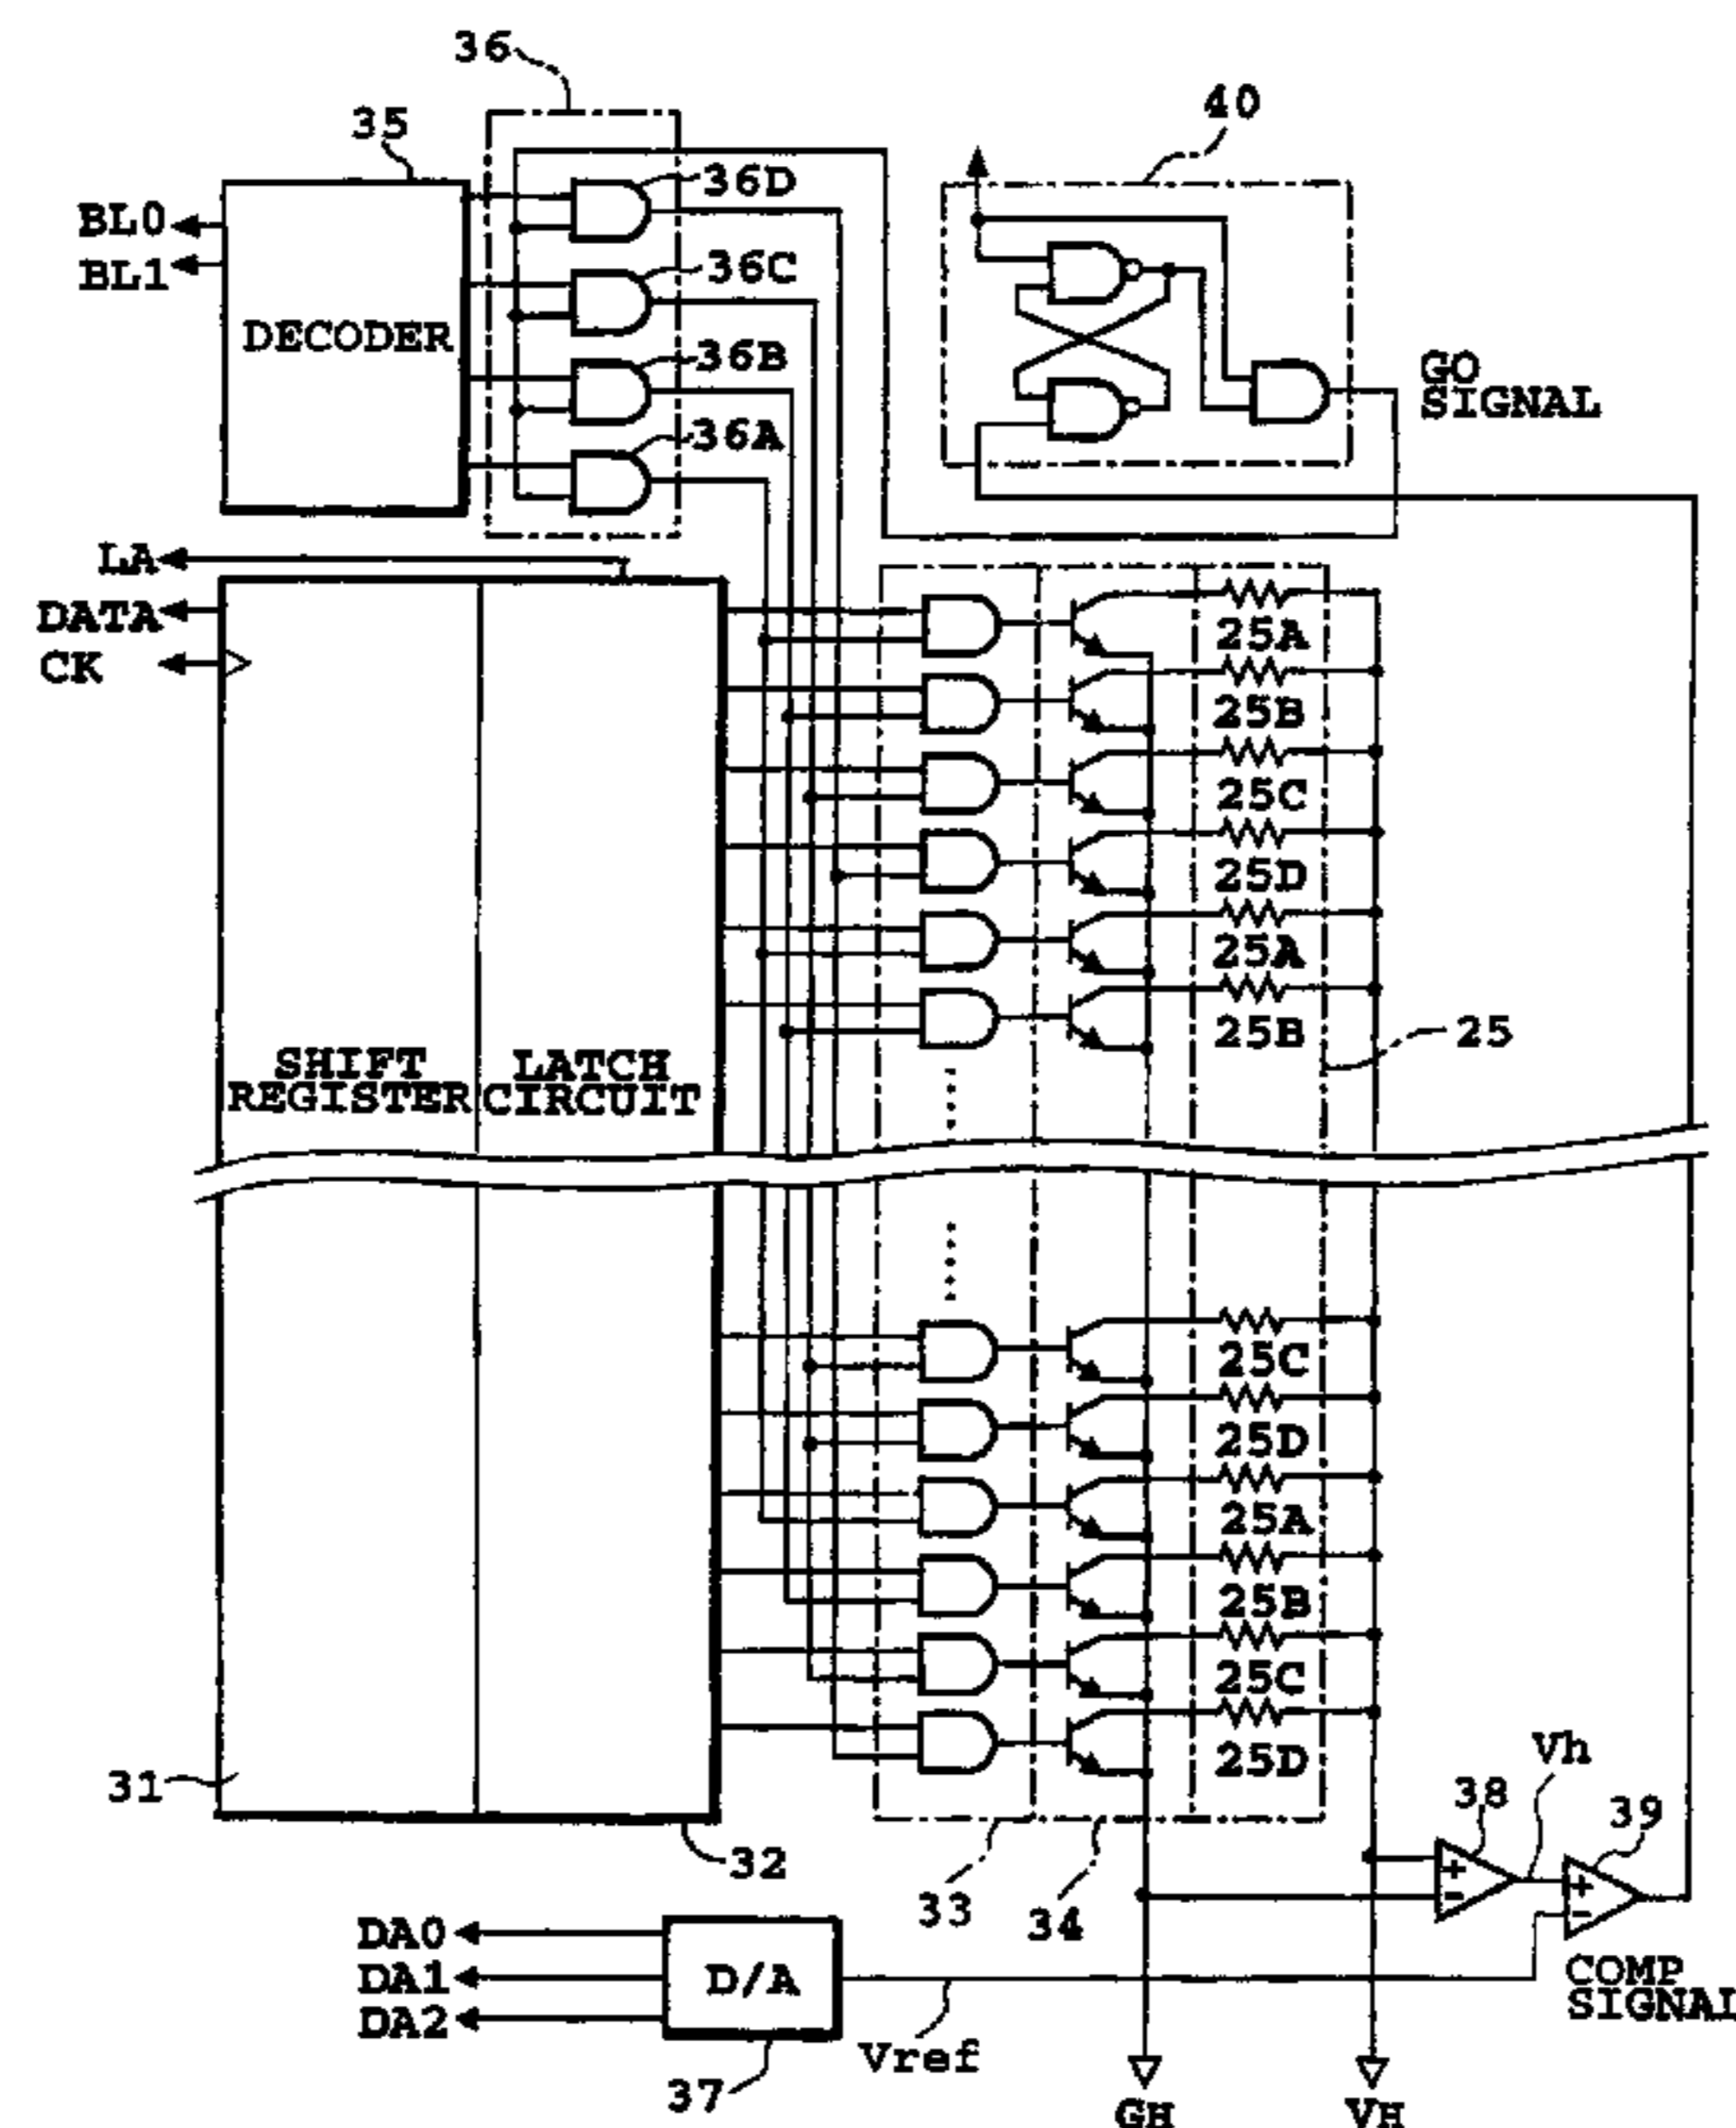 36
40
35
36D
BL0
BL1
36C
DECODER
36B
GO
SIGNAL
36A
LA
DATA
CK
25A
25B
25C
25D
25A
25B
25
SHIFT
REGISTER
LATCH
CIRCUIT
25C
25D
25A
25B
25C
25D
Vh
31
38
39
32
33
34
DA0
DA1
DA2
D/A
COMP
SIGNAL
Vref
37
GH
VH